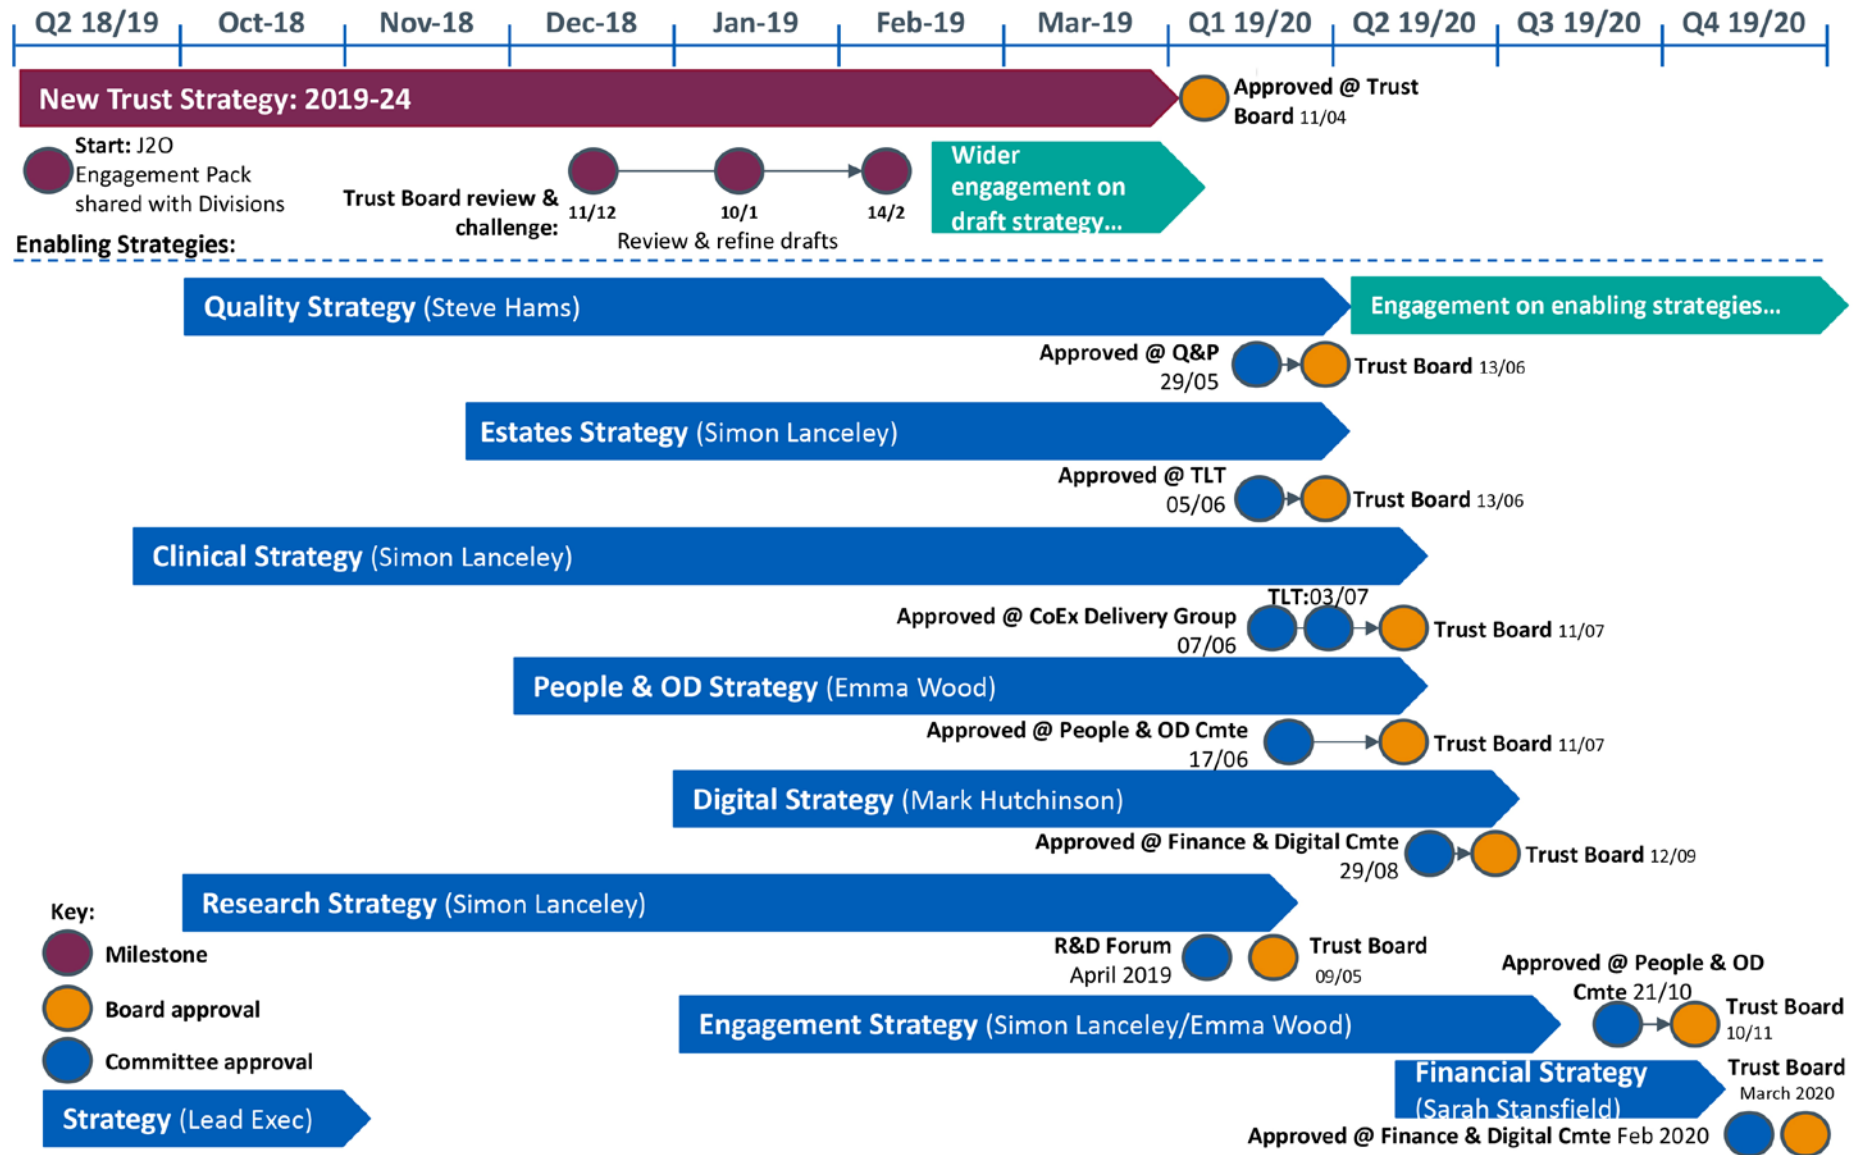 Q2 18/19 Oct-18 Nov-18 Dec-18 Jan-19 Feb-19 Mar-19 Q1 19/20 Q2 19/20 Q3 19/20 Q4 19/20
New Trust Strategy: 2019-24
Approved @ Trust
Board 11/04
Start: J2O
Engagement Pack
shared with Divisions
Trust Board review &
challenge:
11/12
10/1
14/2
Review & refine drafts
Wider
engagement on
draft strategy...
Enabling Strategies:
Quality Strategy (Steve Hams)
Engagement on enabling strategies...
Approved @ Q&P
29/05
Trust Board 13/06
Estates Strategy (Simon Lanceley)
Approved @ TLT
05/06
Trust Board 13/06
Clinical Strategy (Simon Lanceley)
TLT:03/07
Approved @ CoEx Delivery Group
07/06
Trust Board 11/07
People & OD Strategy (Emma Wood)
Approved @ People & OD Cmte
17/06
Trust Board 11/07
Digital Strategy (Mark Hutchinson)
Approved @ Finance & Digital Cmte
29/08
Trust Board 12/09
Research Strategy (Simon Lanceley)
R&D Forum
April 2019
Trust Board
09/05
Approved @ People & OD
Cmte 21/10
Trust Board
10/11
Engagement Strategy (Simon Lanceley/Emma Wood)
Financial Strategy
(Sarah Stansfield)
Trust Board
March 2020
Approved @ Finance & Digital Cmte Feb 2020
Key:
Milestone
Board approval
Committee approval
Strategy (Lead Exec)